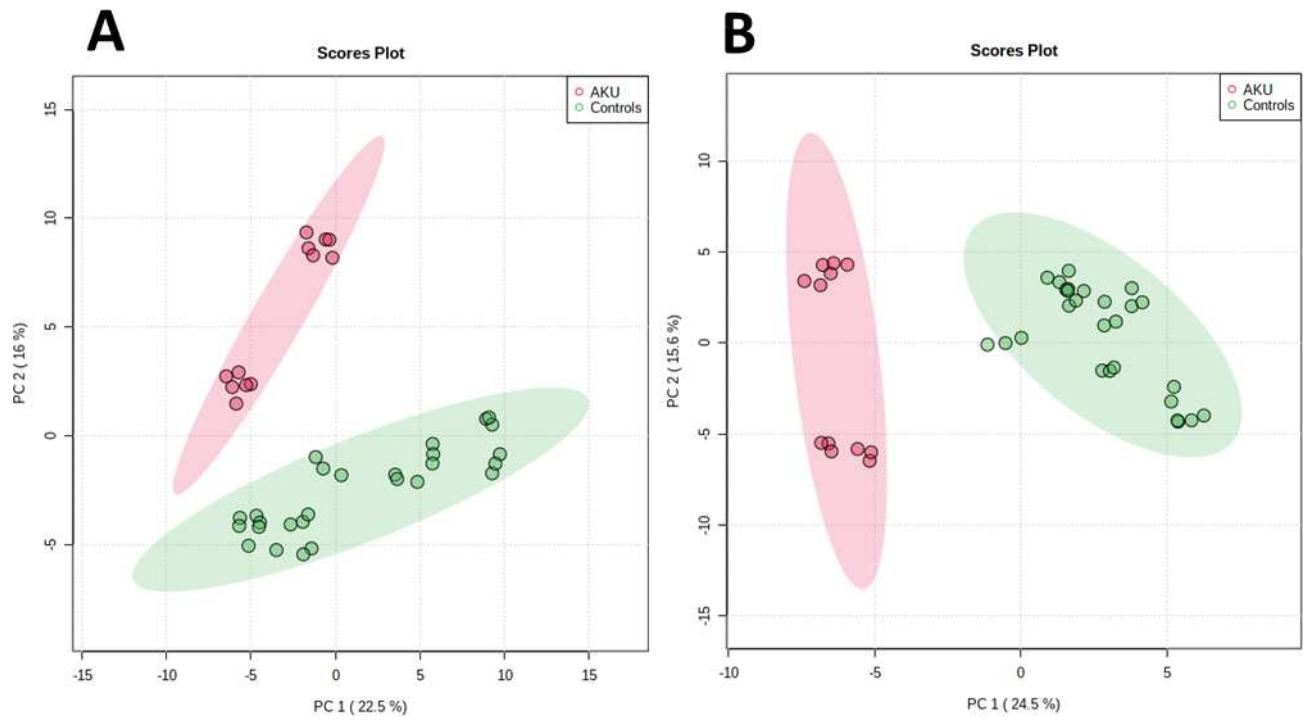 A
Scores Plot
AKU
Controls
15
10
5
0
-5
PC 2 ( 16 %)
-15
-10
-5
0
5
10
15
PC 1 ( 22.5 %)
B
Scores Plot
AKU
Controls
10
5
0
-5
-10
-15
PC 2 ( 15.6 %)
-10
-5
0
5
PC 1 ( 24.5 %)